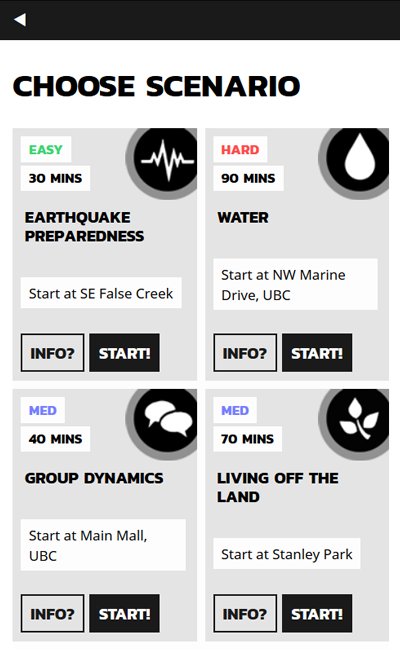 CHOOSE SCENARIO
EASY
30 MINS
EARTHQUAKE
PREPAREDNESS
Start at SE False Creek
INFO?
START!
HARD
90 MINS
WATER
Start at NW Marine
Drive, UBC
INFO?
START!
MED
40 MINS
GROUP DYNAMICS
Start at Main Mall,
UBC
INFO?
START!
MED
70 MINS
LIVING OFF THE
LAND
Start at Stanley Park
INFO?
START!